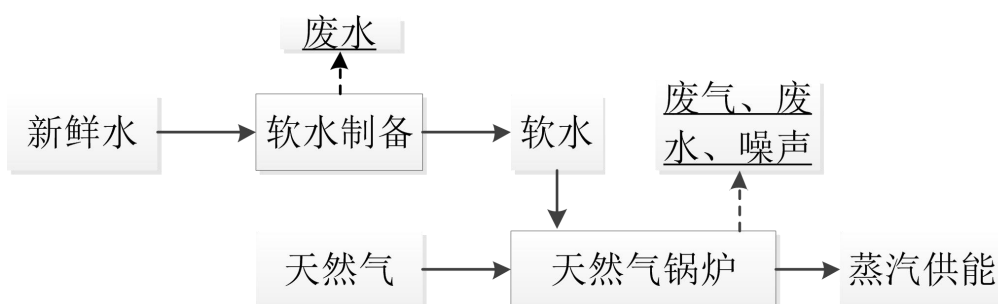 废水
新鲜水
软水制备
软水
废气、废
水、噪声
天然气
天然气锅炉
蒸汽供能